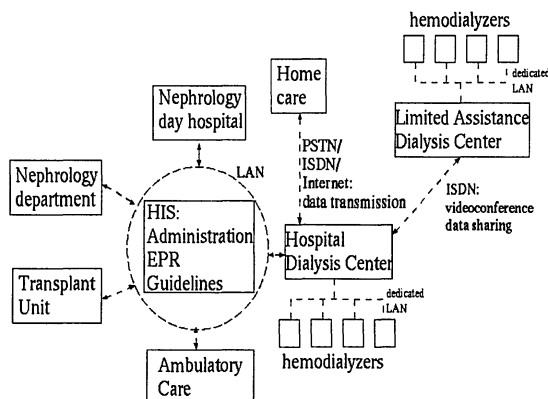 hemodialyzers
dedicated
LAN
Home
care
Nephrology
day hospital
Limited Assistance
Dialysis Center
PSTN/
ISDN/
Internet:
data transmission
LAN
Nephrology
department
ISDN:
videoconference
data sharing
HIS:
Administration
EPR
Guidelines
Hospital
Dialysis Center
Transplant
Unit
dedicated
LAN
hemodialyzers
Ambulatory
Care